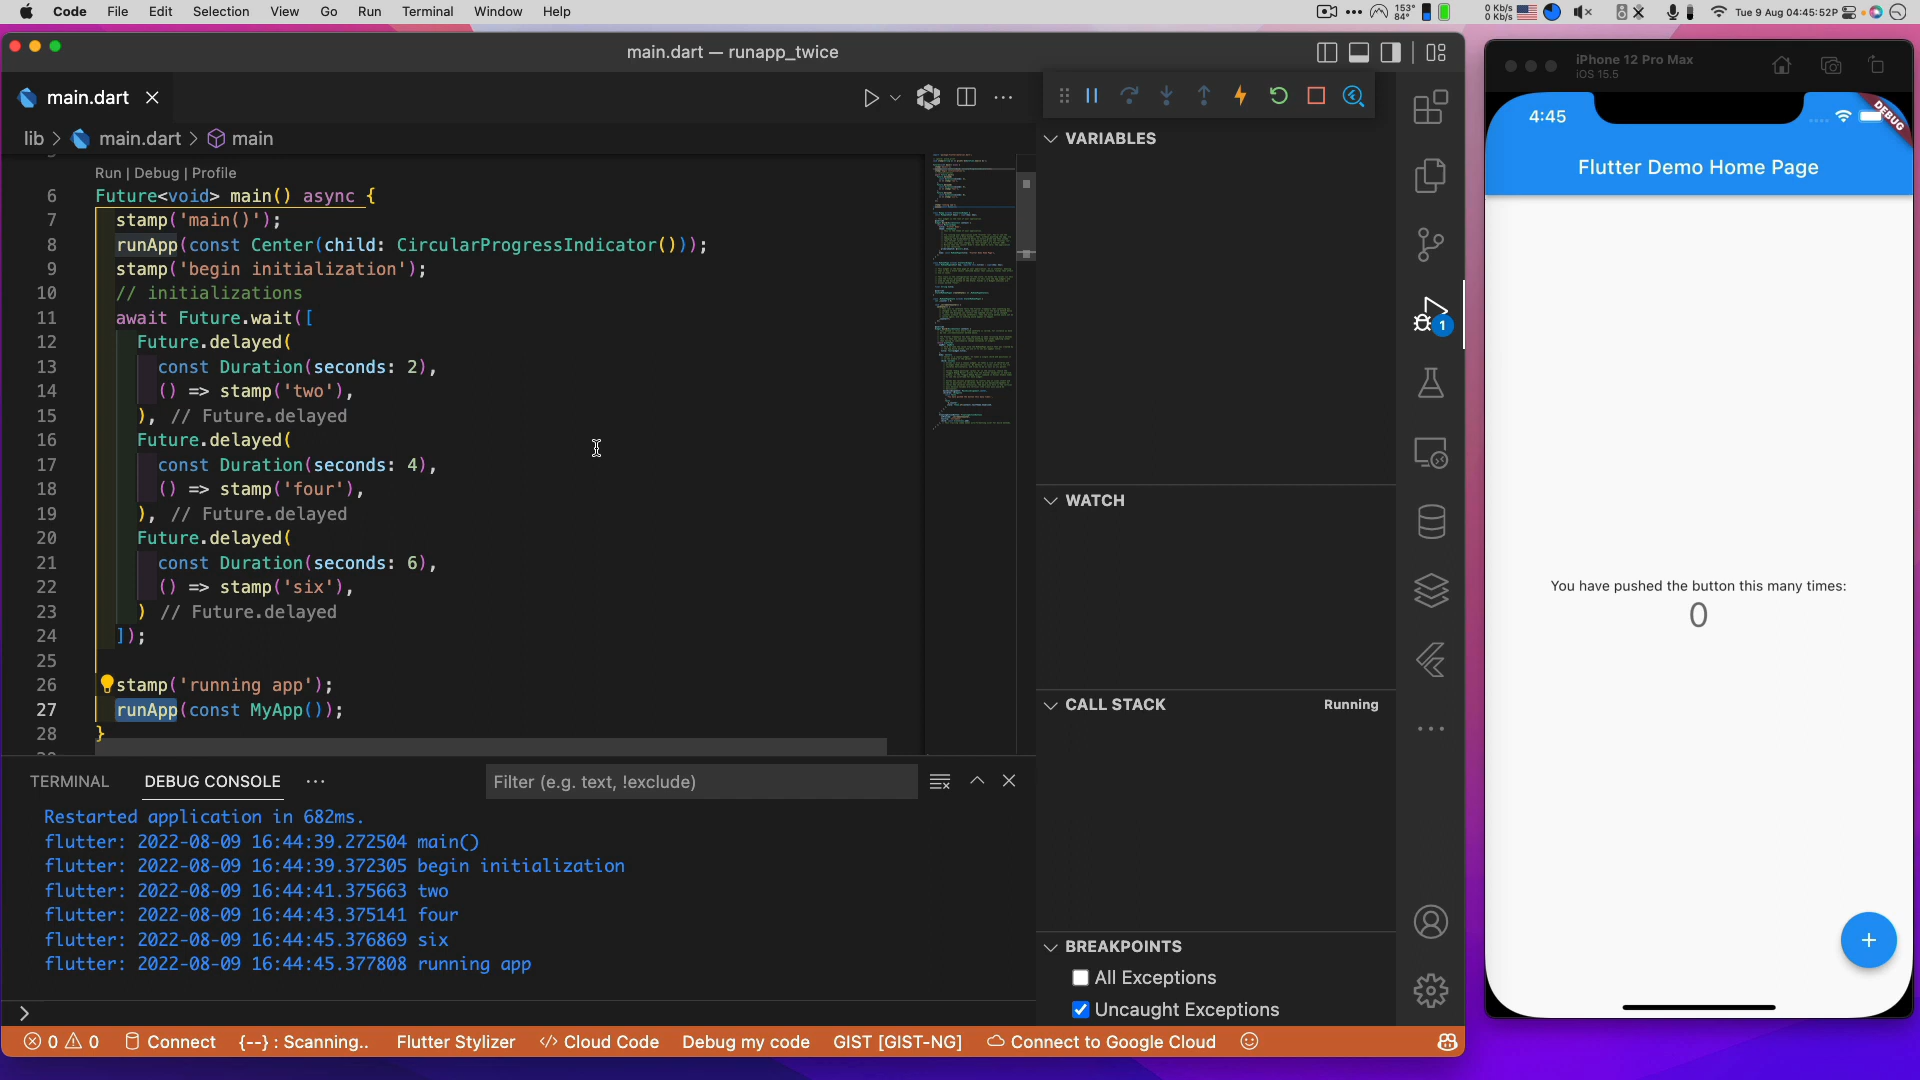 Code File Edit Selection View Go Run Terminal Window Help
153° 84° 0 Kb/s 0 Kb/s Tue 9 Aug 04:45:52P
main.dart — runapp_twice
main.dart
lib > main.dart > main
Run | Debug | Profile
6 Future<void> main() async {
7 stamp('main()');
8 runApp(const Center(child: CircularProgressIndicator()));
9 stamp('begin initialization');
10 // initializations
11 await Future.wait([
12 Future.delayed(
13 const Duration(seconds: 2),
14 () => stamp('two'),
15 ), // Future.delayed
16 Future.delayed(
17 const Duration(seconds: 4),
18 () => stamp('four'),
19 ), // Future.delayed
20 Future.delayed(
21 const Duration(seconds: 6),
22 () => stamp('six'),
23 ) // Future.delayed
24 ]);
25
26 stamp('running app');
27 runApp(const MyApp());
28 }
TERMINAL DEBUG CONSOLE
Filter (e.g. text, !exclude)
Restarted application in 682ms.
flutter: 2022-08-09 16:44:39.272504 main()
flutter: 2022-08-09 16:44:39.372305 begin initialization
flutter: 2022-08-09 16:44:41.375663 two
flutter: 2022-08-09 16:44:43.375141 four
flutter: 2022-08-09 16:44:45.376869 six
flutter: 2022-08-09 16:44:45.377808 running app
>
VARIABLES
WATCH
CALL STACK Running
BREAKPOINTS
All Exceptions
Uncaught Exceptions
1
0 0 Connect {--} : Scanning.. Flutter Stylizer </> Cloud Code Debug my code GIST [GIST-NG] Connect to Google Cloud
iPhone 12 Pro Max
iOS 15.5
4:45
DEBUG
Flutter Demo Home Page
You have pushed the button this many times:
0
+